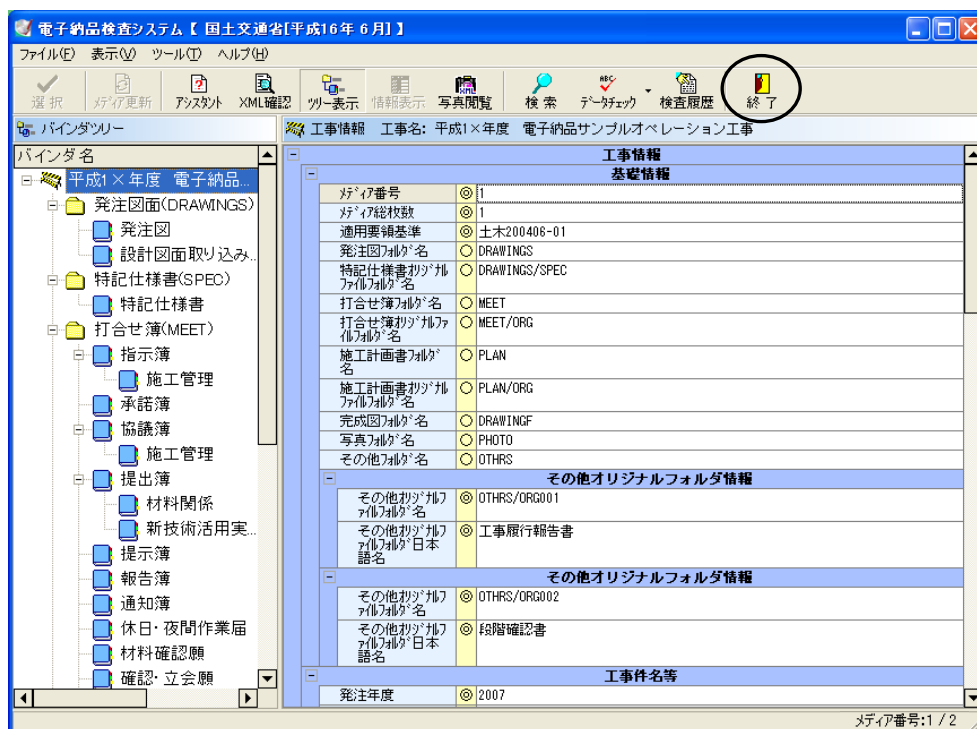 電子納品検査システム【 国土交通省[平成16年 6月] 】
ファイル(F) 表示(V) ツール(T) ヘルプ(H)
選 択 メディア更新 アシスタント XML確認 ツリー表示 情報表示 写真閲覧 検 索 データチェック 検査履歴 終 了
バインダツリー
工事情報 工事名: 平成1×年度 電子納品サンプルオペレーション工事
バインダ名
平成1×年度 電子納品...
発注図面(DRAWINGS)
発注図
設計図面取り込み..
特記仕様書(SPEC)
特記仕様書
打合せ簿(MEET)
指示簿
施工管理
承諾簿
協議簿
施工管理
提出簿
材料関係
新技術活用実...
提示簿
報告簿
通知簿
休日・夜間作業届
材料確認願
確認・立会願
工事情報
基礎情報
メディア番号 ◎ 1
メディア総枚数 ◎ 1
適用要領基準 ◎ 土木200406-01
発注図フォルダ名 ○ DRAWINGS
特記仕様書オリジナル ○ DRAWINGS/SPEC
ファイルフォルダ名
打合せ簿フォルダ名 ○ MEET
打合せ簿オリジナルファ ○ MEET/ORG
イルフォルダ名
施工計画書フォルダ ○ PLAN
名
施工計画書オリジナル ○ PLAN/ORG
ファイルフォルダ名
完成図フォルダ名 ○ DRAWINGF
写真フォルダ名 ○ PHOTO
その他フォルダ名 ○ OTHRS
その他オリジナルフォルダ情報
その他オリジナルフ ◎ OTHRS/ORG001
ァイルフォルダ名
その他オリジナルフ ◎ 工事履行報告書
ァイルフォルダ日本
語名
その他オリジナルフォルダ情報
その他オリジナルフ ◎ OTHRS/ORG002
ァイルフォルダ名
その他オリジナルフ ◎ 段階確認書
ァイルフォルダ日本
語名
工事件名等
発注年度 ◎ 2007
メディア番号:1 / 2